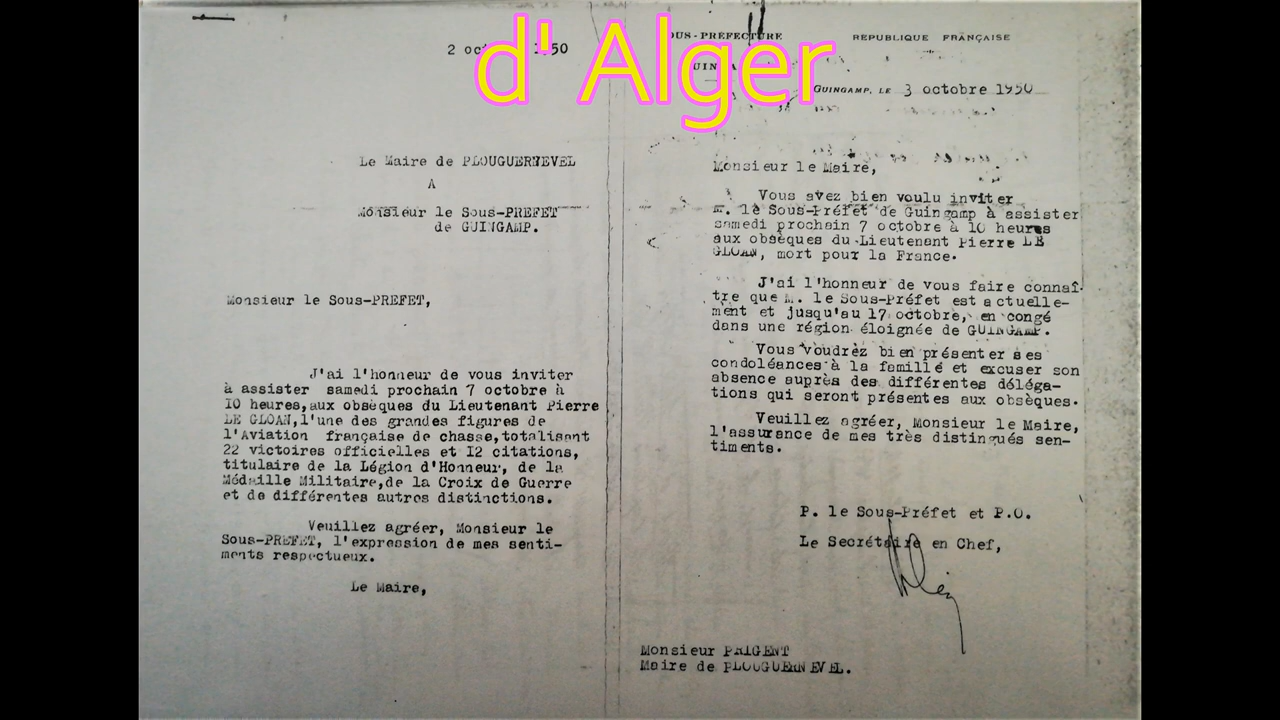 d' Alger
2 oct 1950
Le Maire de PLOUGUERNEVEL
A
Monsieur le Sous-PREFET
de GUINGAMP.
Monsieur le Sous-PREFET,
J'ai l'honneur de vous inviter
à assister samedi prochain 7 octobre à
10 heures,aux obsèques du Lieutenant Pierre
LE GLOAN,l'une des grandes figures de
l'Aviation française de chasse,totalisant
22 victoires officielles et 12 citations,
titulaire de la Légion d'Honneur, de la
Médaille Militaire,de la Croix de Guerre
et de différentes autres distinctions.
Veuillez agréer, Monsieur le
Sous-PREFET, l'expression de mes senti-
ments respectueux.
Le Maire,
SOUS-PRÉFECTURE
RÉPUBLIQUE FRANÇAISE
GUINGAMP, LE 3 octobre 1950
Monsieur le Maire,
Vous avez bien voulu inviter
M. le Sous-Préfet de Guingamp à assister
samedi prochain 7 octobre à 10 heures
aux obsèques du Lieutenant Pierre LE
GLOAN, mort pour la France.
J'ai l'honneur de vous faire connaî-
tre que M. le Sous-Préfet est actuelle-
ment et jusqu'au 17 octobre, en congé
dans une région éloignée de GUINGAMP.
Vous voudrez bien présenter ses
condoléances à la famille et excuser son
absence auprès des différentes déléga-
tions qui seront présentes aux obsèques.
Veuillez agréer, Monsieur le Maire,
l'assurance de mes très distingués sen-
timents.
P. le Sous-Préfet et P.O.
Le Secrétaire en Chef,
Monsieur PRIGENT
Maire de PLOUGUERNEVEL.